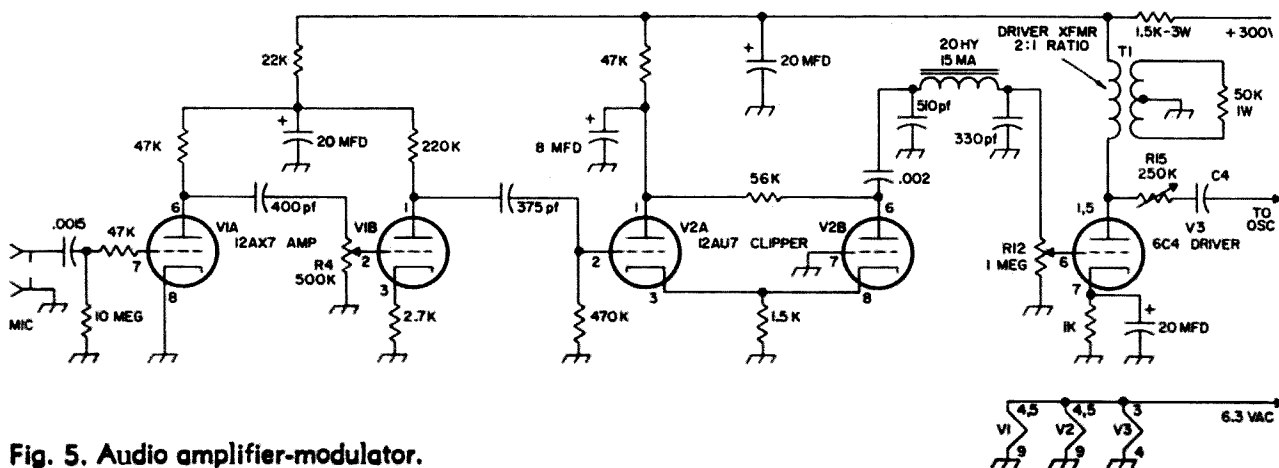 22K
47K
+
20 MFD
20 HY
15 MA
DRIVER XFMR
2:1 RATIO
1.5K-3W
+300V
T1
50K
1W
47K
+
20 MFD
220K
+
8 MFD
510pf
330pf
56K
.002
R15
250K
C4
TO
OSC
.0015
47K
6
V1A
7
8
12AX7 AMP
400pf
R4
500K
V1B
1
2
3
375pf
1
V2A
2
3
12AU7 CLIPPER
6
V2B
7
8
R12
1 MEG
1,5
V3
6C4 DRIVER
6
7
MIC
10 MEG
2.7K
470K
1.5K
1K
+
20 MFD
4,5
4,5
3
6.3 VAC
V1
V2
V3
9
9
4
Fig. 5. Audio amplifier-modulator.